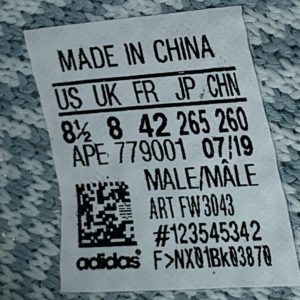 MADE IN CHINA
US UK FR JP CHN
8½ 8 42 265 260
APE 779001 07/19
MALE/MÂLE
ART FW3043
#123545342
adidas F>NX01Bk03870